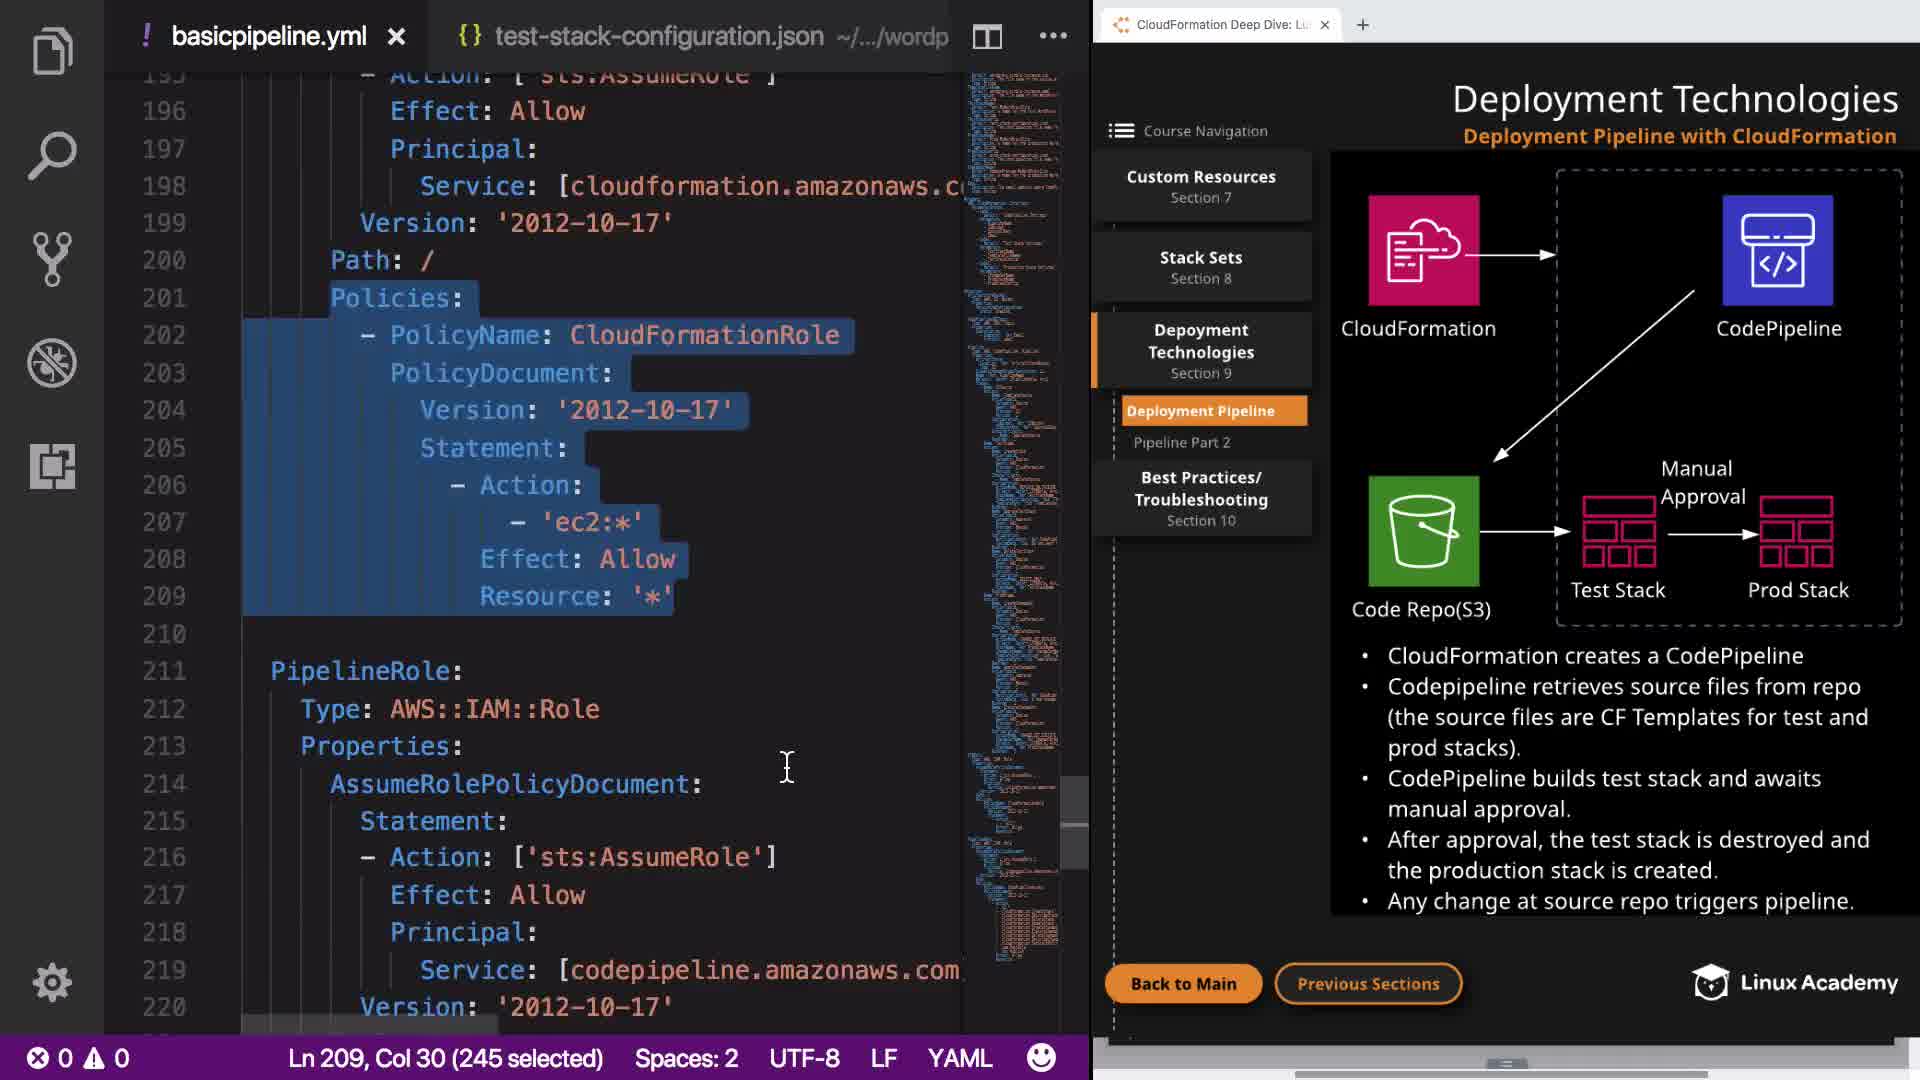 basicpipeline.yml
test-stack-configuration.json ~/.../wordp
195 - Action: ['sts:AssumeRole']
196 Effect: Allow
197 Principal:
198 Service: [cloudformation.amazonaws.c
199 Version: '2012-10-17'
200 Path: /
201 Policies:
202 - PolicyName: CloudFormationRole
203 PolicyDocument:
204 Version: '2012-10-17'
205 Statement:
206 - Action:
207 - 'ec2:*'
208 Effect: Allow
209 Resource: '*'
210
211 PipelineRole:
212 Type: AWS::IAM::Role
213 Properties:
214 AssumeRolePolicyDocument:
215 Statement:
216 - Action: ['sts:AssumeRole']
217 Effect: Allow
218 Principal:
219 Service: [codepipeline.amazonaws.com
220 Version: '2012-10-17'
0 0
Ln 209, Col 30 (245 selected)
Spaces: 2
UTF-8
LF
YAML
CloudFormation Deep Dive: Lu
Deployment Technologies
Deployment Pipeline with CloudFormation
Course Navigation
Custom Resources
Section 7
Stack Sets
Section 8
Depoyment
Technologies
Section 9
Deployment Pipeline
Pipeline Part 2
Best Practices/
Troubleshooting
Section 10
CloudFormation
CodePipeline
Manual
Approval
Code Repo(S3)
Test Stack
Prod Stack
• CloudFormation creates a CodePipeline
• Codepipeline retrieves source files from repo
(the source files are CF Templates for test and
prod stacks).
• CodePipeline builds test stack and awaits
manual approval.
• After approval, the test stack is destroyed and
the production stack is created.
• Any change at source repo triggers pipeline.
Back to Main
Previous Sections
Linux Academy